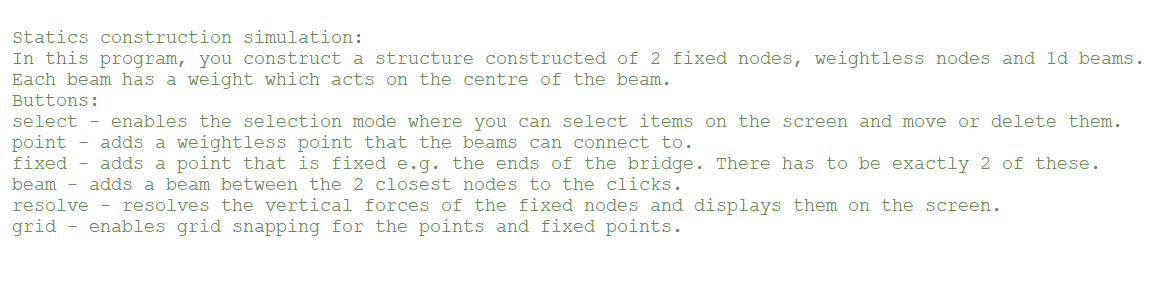 Statics construction simulation:
In this program, you construct a structure constructed of 2 fixed nodes, weightless nodes and 1d beams.
Each beam has a weight which acts on the centre of the beam.
Buttons:
select - enables the selection mode where you can select items on the screen and move or delete them.
point - adds a weightless point that the beams can connect to.
fixed - adds a point that is fixed e.g. the ends of the bridge. There has to be exactly 2 of these.
beam - adds a beam between the 2 closest nodes to the clicks.
resolve - resolves the vertical forces of the fixed nodes and displays them on the screen.
grid - enables grid snapping for the points and fixed points.